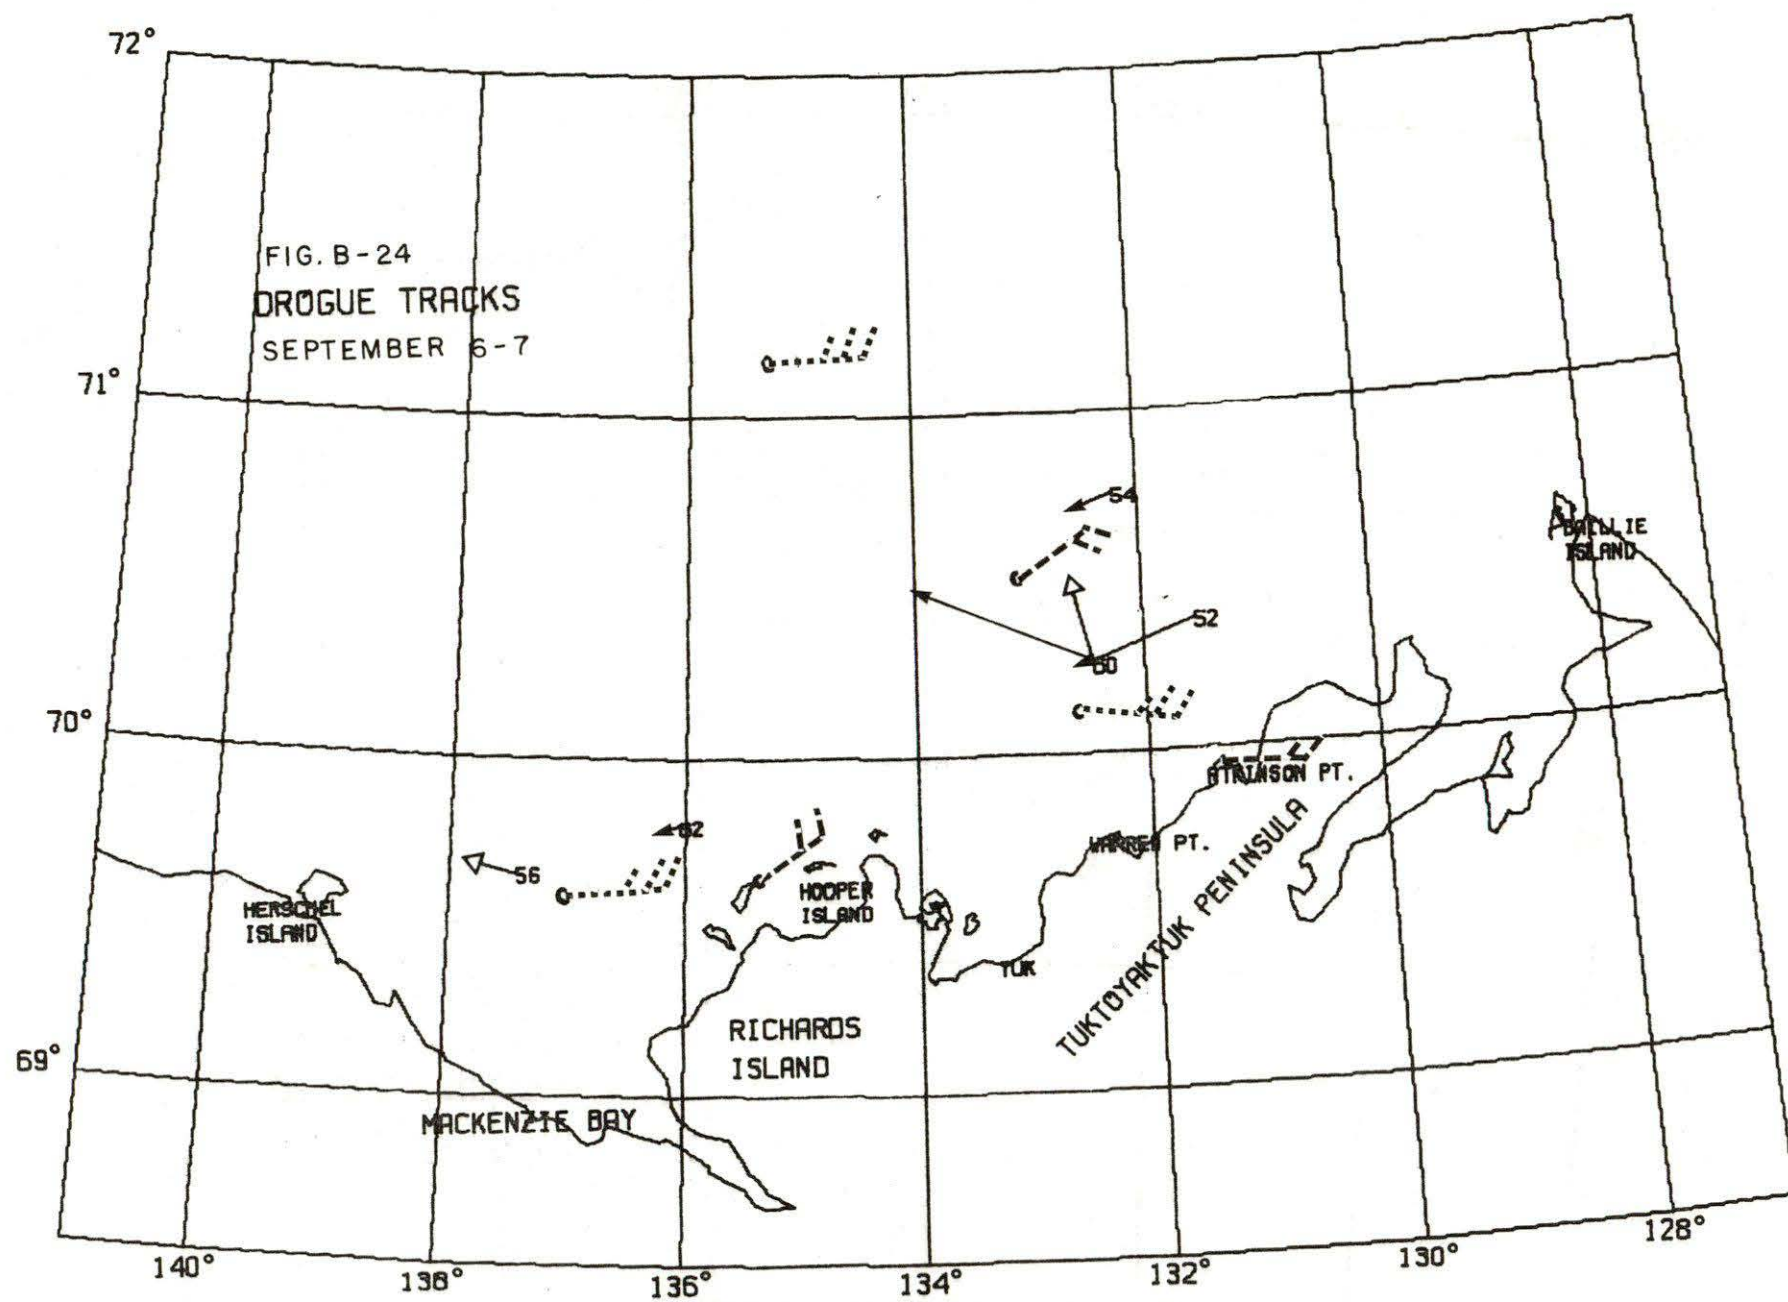 72°
FIG. B-24
DROGUE TRACKS
SEPTEMBER 6-7
71°
54
BAILLIE
ISLAND
52
60
70°
ATKINSON PT.
62
WARREN PT.
56
HOOPER
ISLAND
HERSCHEL
ISLAND
TUK
TUKTOYAKTUK PENINSULA
RICHARDS
ISLAND
69°
MACKENZIE BAY
140°
138°
136°
134°
132°
130°
128°